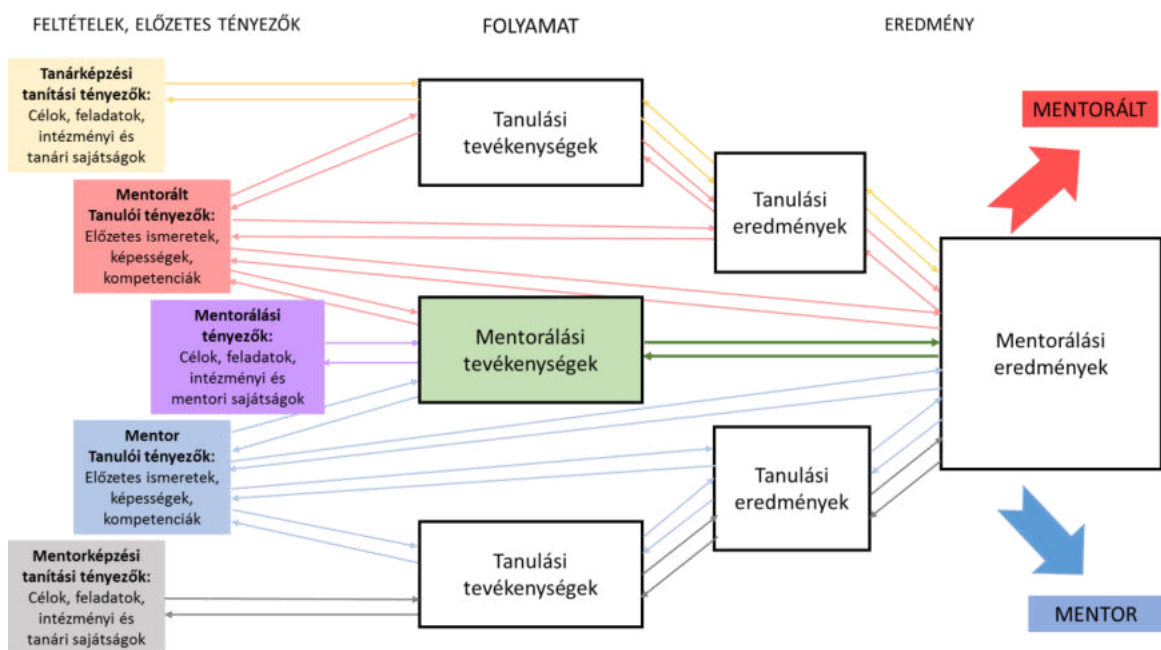 FELTÉTELEK, ELŐZETES TÉNYEZŐK
FOLYAMAT
EREDMÉNY
Tanárképzési
tanítási tényezők:
Célok, feladatok,
intézményi és
tanári sajátságok
Mentorált
Tanulói tényezők:
Előzetes ismeretek,
képességek,
kompetenciák
Mentorálási
tényezők:
Célok, feladatok,
intézményi és
mentori sajátságok
Mentor
Tanulói tényezők:
Előzetes ismeretek,
képességek,
kompetenciák
Mentorképzési
tanítási tényezők:
Célok, feladatok,
intézményi és
tanári sajátságok
Tanulási
tevékenységek
Mentorálási
tevékenységek
Tanulási
tevékenységek
Tanulási
eredmények
Tanulási
eredmények
MENTORÁLT
Mentorálási
eredmények
MENTOR